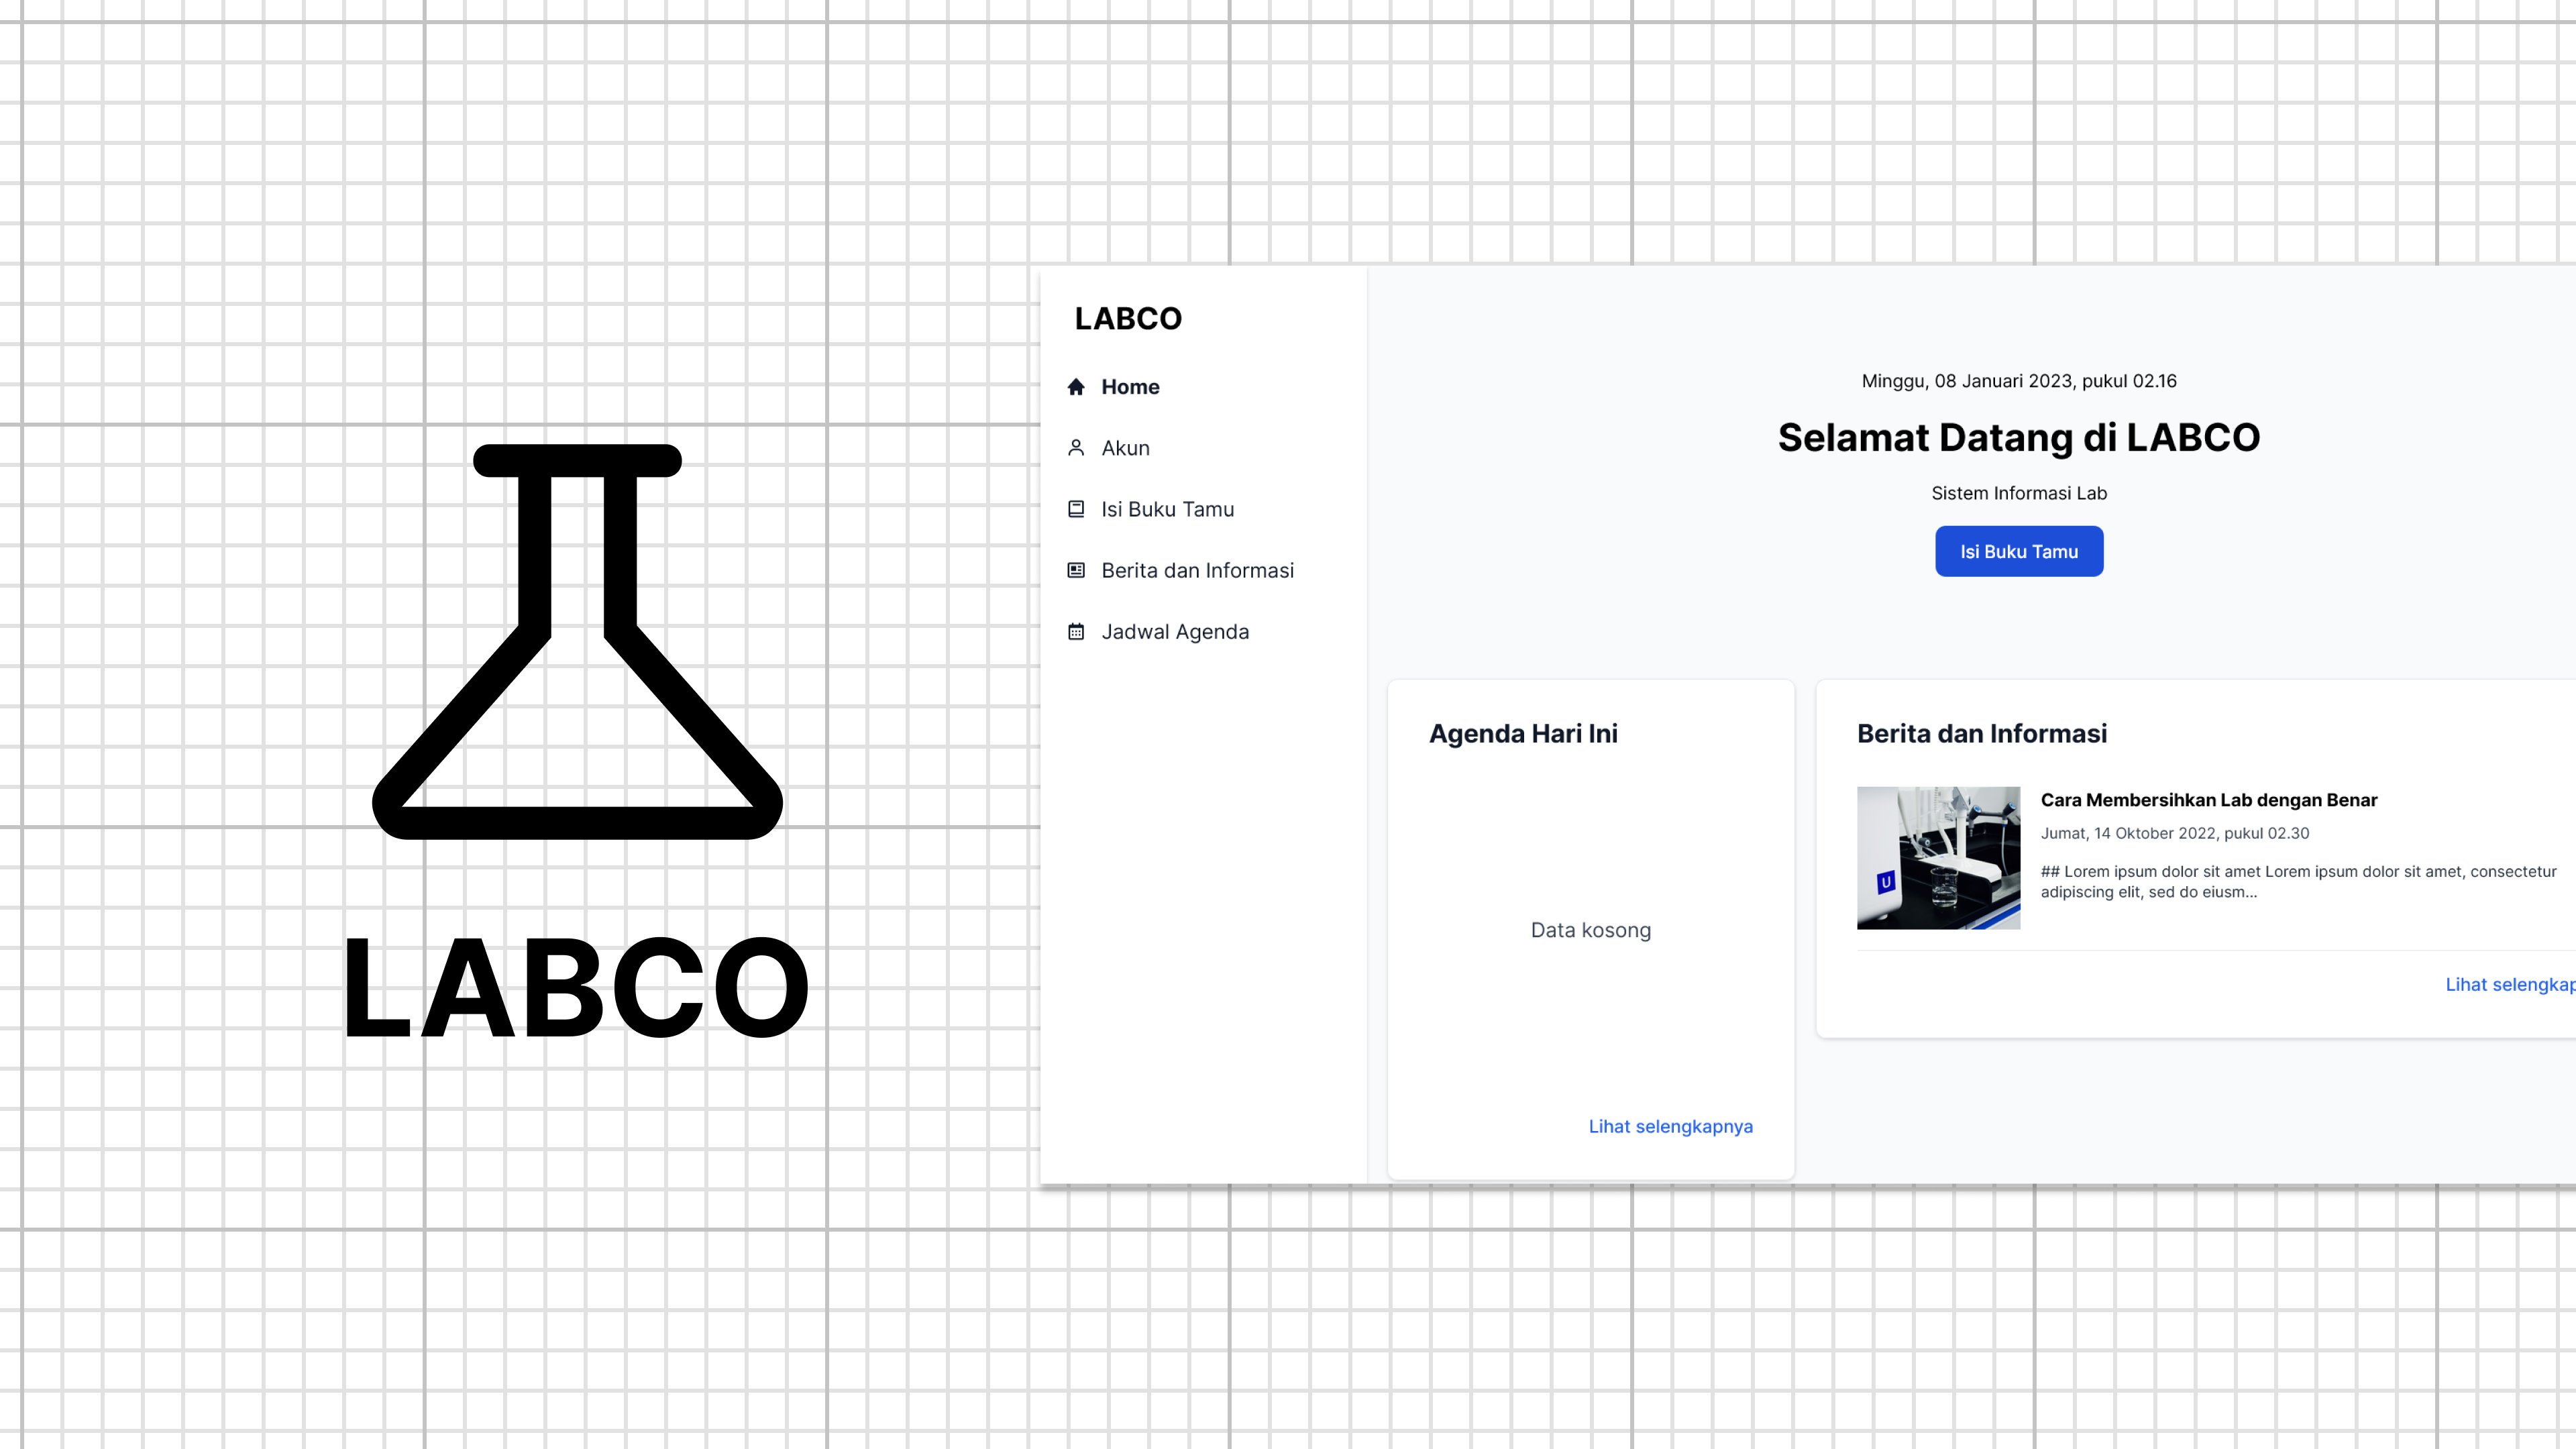 LABCO
LABCO
Home
Akun
Isi Buku Tamu
Berita dan Informasi
Jadwal Agenda
Minggu, 08 Januari 2023, pukul 02.16
Selamat Datang di LABCO
Sistem Informasi Lab
Isi Buku Tamu
Agenda Hari Ini
Data kosong
Lihat selengkapnya
Berita dan Informasi
U
Cara Membersihkan Lab dengan Benar
Jumat, 14 Oktober 2022, pukul 02.30
## Lorem ipsum dolor sit amet Lorem ipsum dolor sit amet, consectetur
adipiscing elit, sed do eiusm...
Lihat selengkap